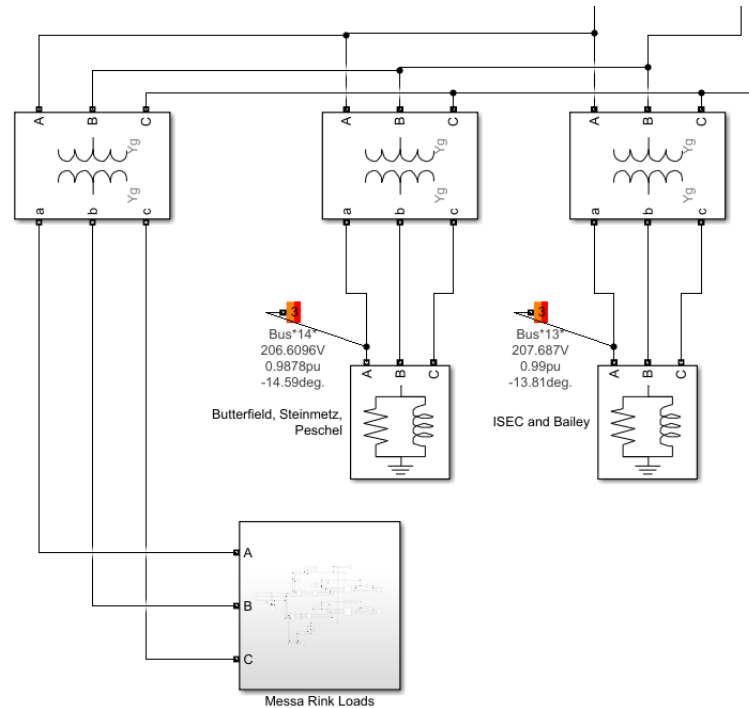 A B C
A B C
A B C
Yg
Yg
Yg
Yg
Yg
Yg
a b c
a b c
a b c
3
Bus*14*
206.6096V
0.9878pu
-14.59deg.
3
Bus*13*
207.687V
0.99pu
-13.81deg.
A B C
Butterfield, Steinmetz,
Peschel
A B C
ISEC and Bailey
A
B
C
Messa Rink Loads